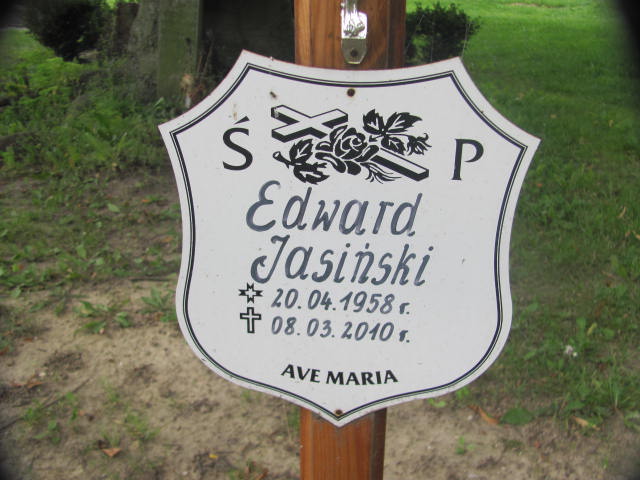 Ś P
Edward
Jasiński
20.04.1958 r.
08.03.2010 r.
AVE MARIA